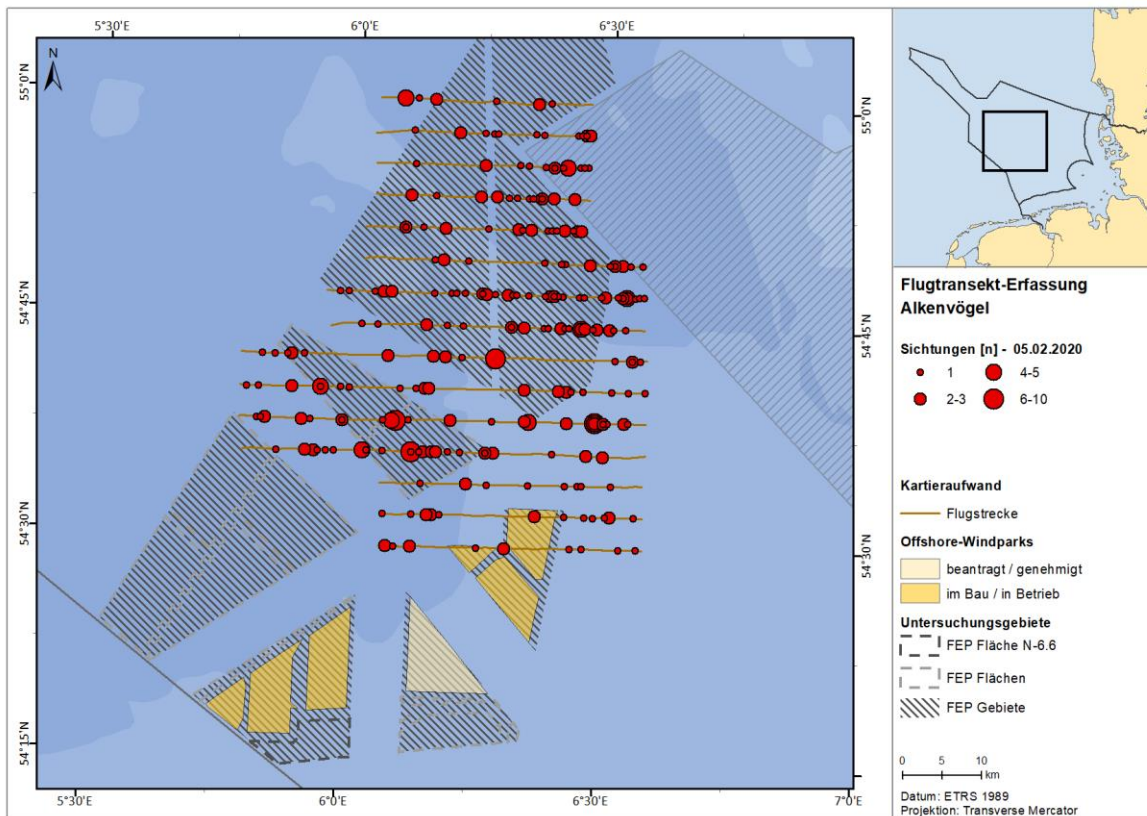 5°30'E
6°0'E
6°30'E
N
55°0'N
55°0'N
54°45'N
54°45'N
54°30'N
54°30'N
54°15'N
5°30'E
6°0'E
6°30'E
7°0'E
Flugtransekt-Erfassung
Alkenvögel
Sichtungen [n] - 05.02.2020
1
4-5
2-3
6-10
Kartieraufwand
Flugstrecke
Offshore-Windparks
beantragt / genehmigt
im Bau / in Betrieb
Untersuchungsgebiete
FEP Fläche N-6.6
FEP Flächen
FEP Gebiete
0 5 10
km
Datum: ETRS 1989
Projektion: Transverse Mercator